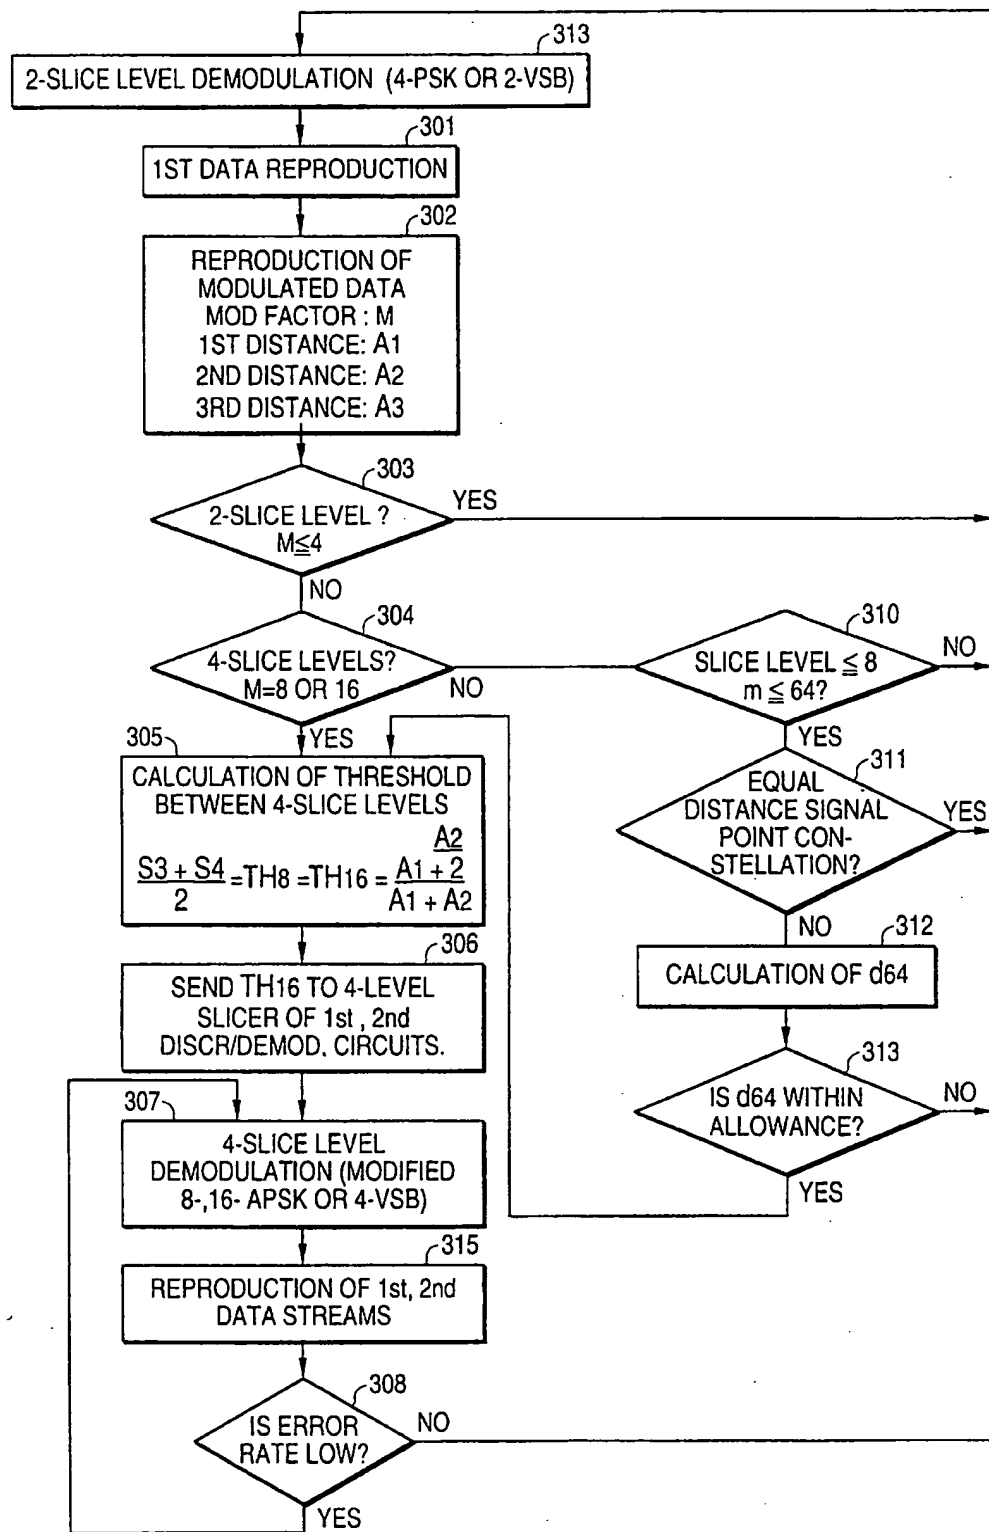 313
2-SLICE LEVEL DEMODULATION (4-PSK OR 2-VSB)
301
1ST DATA REPRODUCTION
302
REPRODUCTION OF
MODULATED DATA
MOD FACTOR : M
1ST DISTANCE: A1
2ND DISTANCE: A2
3RD DISTANCE: A3
303
2-SLICE LEVEL ?
M≦4
YES
NO
304
4-SLICE LEVELS?
M=8 OR 16
NO
YES
310
SLICE LEVEL ≦ 8
m ≦ 64?
NO
YES
311
EQUAL
DISTANCE SIGNAL
POINT CON-
STELLATION?
YES
NO
312
CALCULATION OF d64
313
IS d64 WITHIN
ALLOWANCE?
NO
YES
305
CALCULATION OF THRESHOLD
BETWEEN 4-SLICE LEVELS
A2
S3 + S4 = TH8 = TH16 = A1 + 2
2 A1 + A2
306
SEND TH16 TO 4-LEVEL
SLICER OF 1st , 2nd
DISCR/DEMOD. CIRCUITS.
307
4-SLICE LEVEL
DEMODULATION (MODIFIED
8-,16- APSK OR 4-VSB)
315
REPRODUCTION OF 1st, 2nd
DATA STREAMS
308
IS ERROR
RATE LOW?
NO
YES